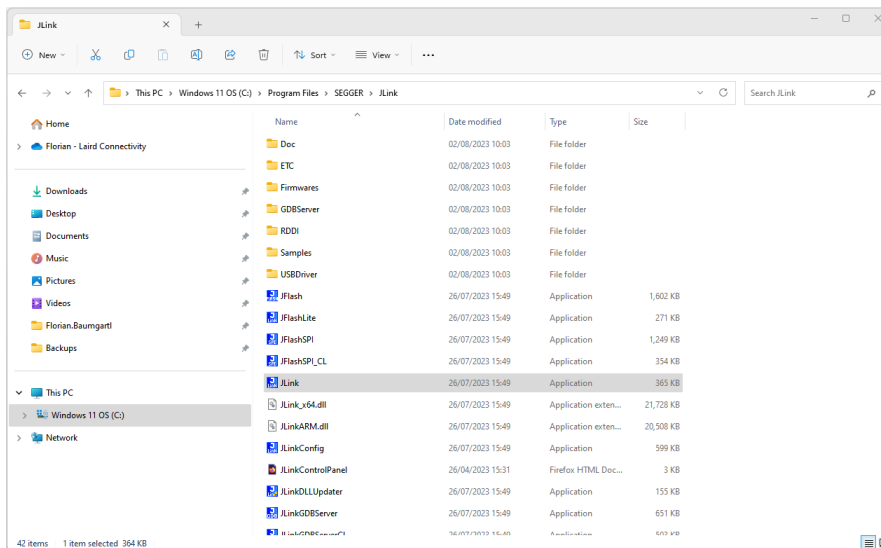 JLink
New
Sort
View
This PC > Windows 11 OS (C:) > Program Files > SEGGER > JLink
Search JLink
Home
Florian - Laird Connectivity
Downloads
Desktop
Documents
Music
Pictures
Videos
Florian.Baumgartl
Backups
This PC
Windows 11 OS (C:)
Network
Name Date modified Type Size
Doc 02/08/2023 10:03 File folder
ETC 02/08/2023 10:03 File folder
Firmwares 02/08/2023 10:03 File folder
GDBServer 02/08/2023 10:03 File folder
RDDI 02/08/2023 10:03 File folder
Samples 02/08/2023 10:03 File folder
USBDriver 02/08/2023 10:03 File folder
JFlash 26/07/2023 15:49 Application 1,602 KB
JFlashLite 26/07/2023 15:49 Application 271 KB
JFlashSPI 26/07/2023 15:49 Application 1,249 KB
JFlashSPI_CL 26/07/2023 15:49 Application 354 KB
JLink 26/07/2023 15:49 Application 365 KB
JLink_x64.dll 26/07/2023 15:49 Application exten... 21,728 KB
JLinkARM.dll 26/07/2023 15:49 Application exten... 20,508 KB
JLinkConfig 26/07/2023 15:49 Application 599 KB
JLinkControlPanel 26/04/2023 15:31 Firefox HTML Doc... 3 KB
JLinkDLLUpdater 26/07/2023 15:49 Application 155 KB
JLinkGDBServer 26/07/2023 15:49 Application 651 KB
JLinkGDBServerCL 26/07/2023 15:49 Application
42 items 1 item selected 364 KB